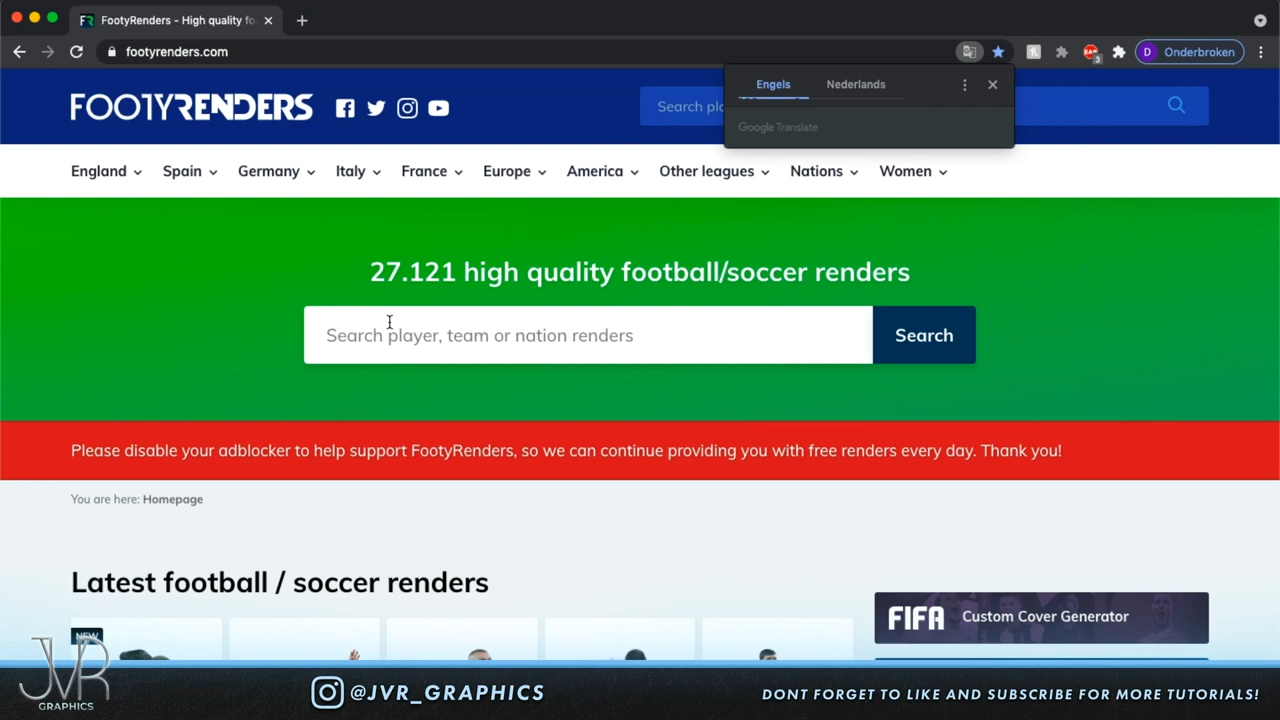 FootyRenders - High quality fo
footyrenders.com
3
D Onderbroken
Engels Nederlands
Google Translate
FOOTYRENDERS
Search pla
England Spain Germany Italy France Europe America Other leagues Nations Women
27.121 high quality football/soccer renders
Search player, team or nation renders
Search
Please disable your adblocker to help support FootyRenders, so we can continue providing you with free renders every day. Thank you!
You are here: Homepage
Latest football / soccer renders
NEW
FIFA Custom Cover Generator
JVR
GRAPHICS
@JVR_GRAPHICS
DONT FORGET TO LIKE AND SUBSCRIBE FOR MORE TUTORIALS!